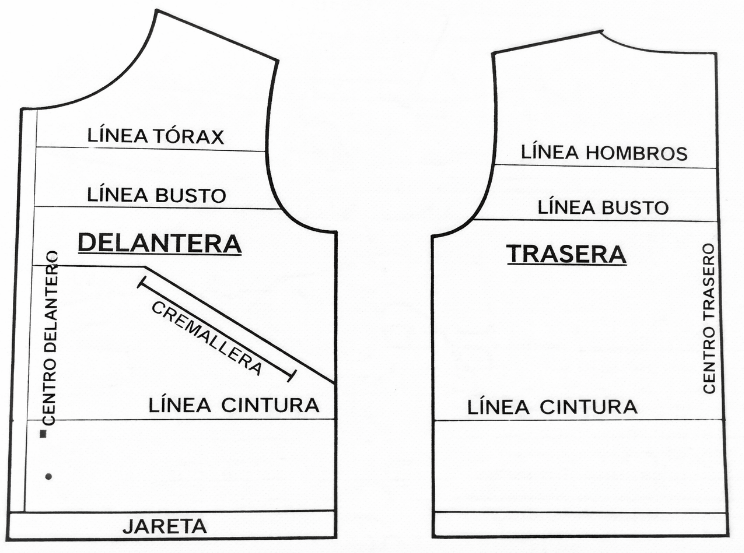 LÍNEA TÓRAX
LÍNEA BUSTO
DELANTERA
CENTRO DELANTERO
CREMALLERA
LÍNEA CINTURA
JARETA
LÍNEA HOMBROS
LÍNEA BUSTO
TRASERA
CENTRO TRASERO
LÍNEA CINTURA